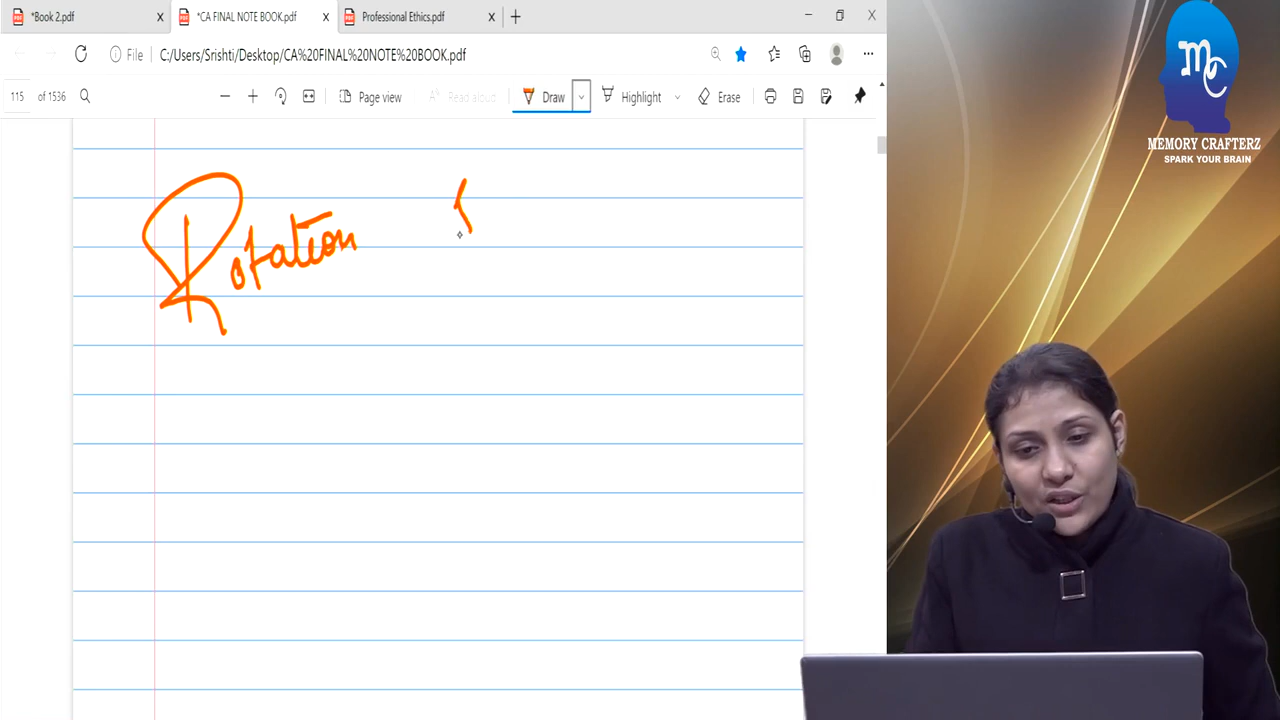 *Book 2.pdf
*CA FINAL NOTE BOOK.pdf
Professional Ethics.pdf
File C:/Users/Srishti/Desktop/CA%20FINAL%20NOTE%20BOOK.pdf
115 of 1536
Page view
Read aloud
Draw
Highlight
Erase
Rotation
MC
MEMORY CRAFTERZ
SPARK YOUR BRAIN